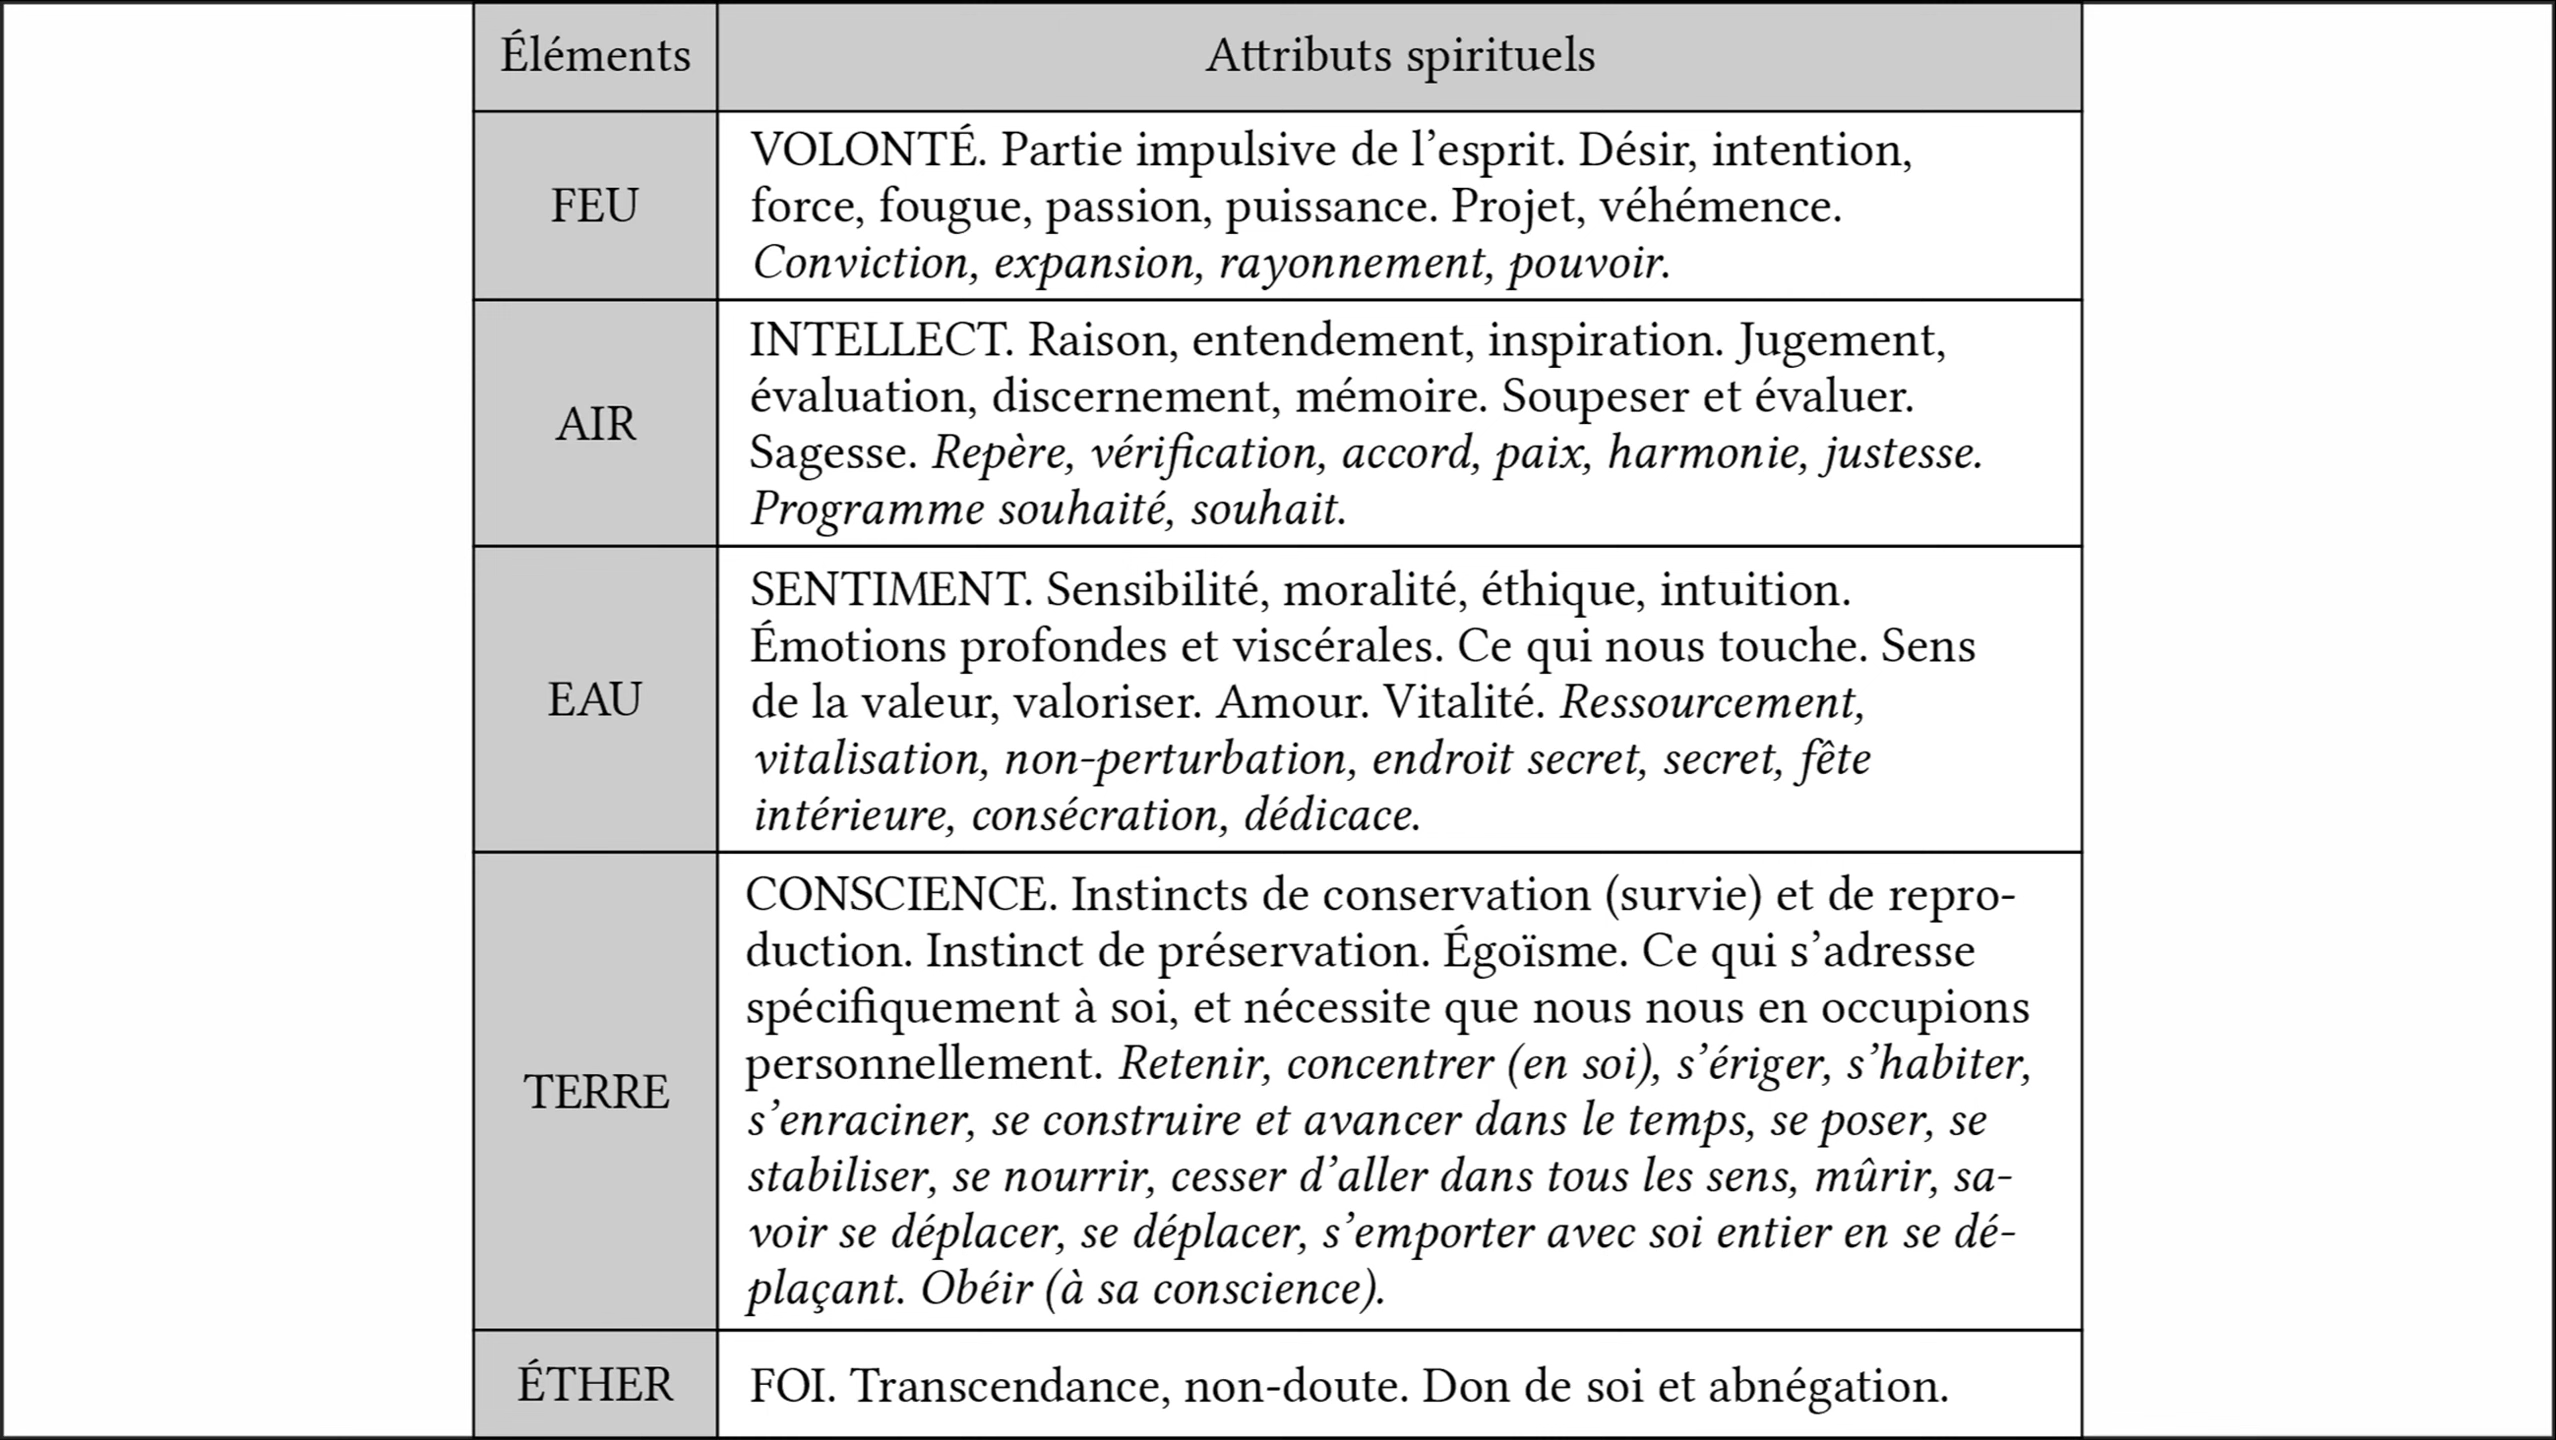 Éléments
Attributs spirituels
FEU
VOLONTÉ. Partie impulsive de l’esprit. Désir, intention,
force, fougue, passion, puissance. Projet, véhémence.
Conviction, expansion, rayonnement, pouvoir.
AIR
INTELLECT. Raison, entendement, inspiration. Jugement,
évaluation, discernement, mémoire. Soupeser et évaluer.
Sagesse. Repère, vérification, accord, paix, harmonie, justesse.
Programme souhaité, souhait.
EAU
SENTIMENT. Sensibilité, moralité, éthique, intuition.
Émotions profondes et viscérales. Ce qui nous touche. Sens
de la valeur, valoriser. Amour. Vitalité. Ressourcement,
vitalisation, non-perturbation, endroit secret, secret, fête
intérieure, consécration, dédicace.
TERRE
CONSCIENCE. Instincts de conservation (survie) et de repro-
duction. Instinct de préservation. Égoïsme. Ce qui s’adresse
spécifiquement à soi, et nécessite que nous nous en occupions
personnellement. Retenir, concentrer (en soi), s’ériger, s’habiter,
s’enraciner, se construire et avancer dans le temps, se poser, se
stabiliser, se nourrir, cesser d’aller dans tous les sens, mûrir, sa-
voir se déplacer, se déplacer, s’emporter avec soi entier en se dé-
plaçant. Obéir (à sa conscience).
ÉTHER
FOI. Transcendance, non-doute. Don de soi et abnégation.